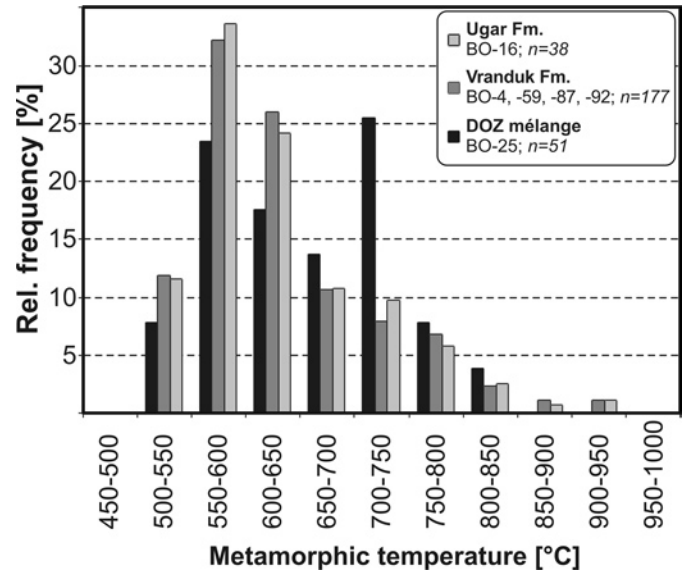 Rel. frequency [%]
30
25
20
15
10
5
Ugar Fm.
BO-16; n=38
Vranduk Fm.
BO-4, -59, -87, -92; n=177
DOZ mélange
BO-25; n=51
450-500
500-550
550-600
600-650
650-700
700-750
750-800
800-850
850-900
900-950
950-1000
Metamorphic temperature [°C]